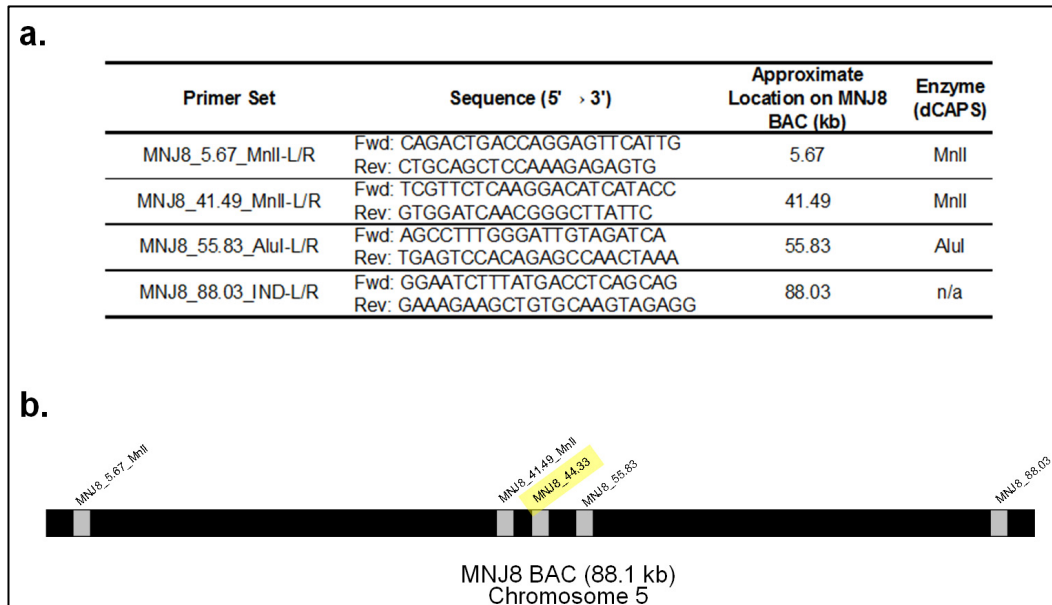 a.
Primer Set Sequence (5' → 3') Approximate Location on MNJ8 BAC (kb) Enzyme (dCAPS)
MNJ8_5.67_MnlI-L/R Fwd: CAGACTGACCAGGAGTTCATTG 5.67 MnlI
Rev: CTGCAGCTCCAAAGAGAGTG
MNJ8_41.49_MnlI-L/R Fwd: TCGTTCTCAAGGACATCATACC 41.49 MnlI
Rev: GTGGATCAACGGGCTTATTC
MNJ8_55.83_AluI-L/R Fwd: AGCCTTTGGGATTGTAGATCA 55.83 AluI
Rev: TGAGTCCACAGAGCCAACTAAA
MNJ8_88.03_IND-L/R Fwd: GGAATCTTTATGACCTCAGCAG 88.03 n/a
Rev: GAAAGAAGCTGTGCAAGTAGAGG
b.
MNJ8_5.67_MnlI
MNJ8_41.49_MnlI
MNJ8_44.33
MNJ8_55.83
MNJ8_88.03
MNJ8 BAC (88.1 kb)
Chromosome 5